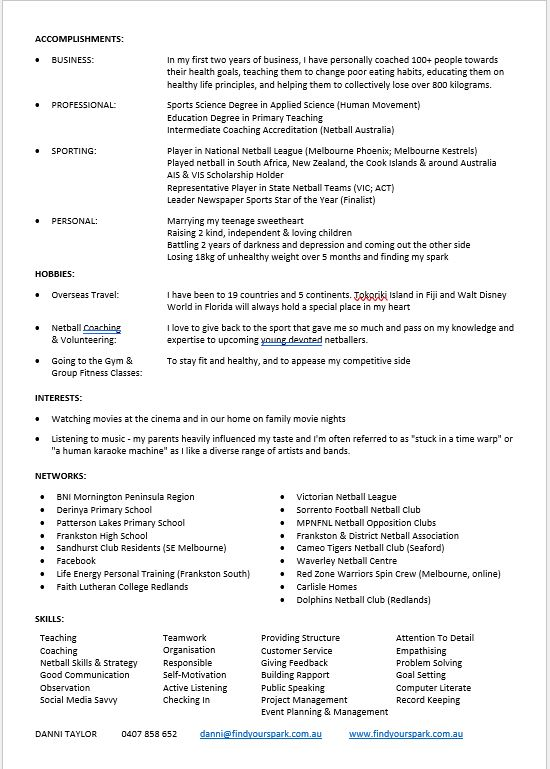 ACCOMPLISHMENTS:
• BUSINESS: In my first two years of business, I have personally coached 100+ people towards
their health goals, teaching them to change poor eating habits, educating them on
healthy life principles, and helping them to collectively lose over 800 kilograms.
• PROFESSIONAL: Sports Science Degree in Applied Science (Human Movement)
Education Degree in Primary Teaching
Intermediate Coaching Accreditation (Netball Australia)
• SPORTING: Player in National Netball League (Melbourne Phoenix; Melbourne Kestrels)
Played netball in South Africa, New Zealand, the Cook Islands & around Australia
AIS & VIS Scholarship Holder
Representative Player in State Netball Teams (VIC; ACT)
Leader Newspaper Sports Star of the Year (Finalist)
• PERSONAL: Marrying my teenage sweetheart
Raising 2 kind, independent & loving children
Battling 2 years of darkness and depression and coming out the other side
Losing 18kg of unhealthy weight over 5 months and finding my spark
HOBBIES:
• Overseas Travel: I have been to 19 countries and 5 continents. Tokoriki Island in Fiji and Walt Disney
World in Florida will always hold a special place in my heart
• Netball Coaching I love to give back to the sport that gave me so much and pass on my knowledge and
& Volunteering: expertise to upcoming young devoted netballers.
• Going to the Gym & To stay fit and healthy, and to appease my competitive side
Group Fitness Classes:
INTERESTS:
• Watching movies at the cinema and in our home on family movie nights
• Listening to music - my parents heavily influenced my taste and I'm often referred to as "stuck in a time warp" or
"a human karaoke machine" as I like a diverse range of artists and bands.
NETWORKS:
• BNI Mornington Peninsula Region
• Derinya Primary School
• Patterson Lakes Primary School
• Frankston High School
• Sandhurst Club Residents (SE Melbourne)
• Facebook
• Life Energy Personal Training (Frankston South)
• Faith Lutheran College Redlands
• Victorian Netball League
• Sorrento Football Netball Club
• MPNFNL Netball Opposition Clubs
• Frankston & District Netball Association
• Cameo Tigers Netball Club (Seaford)
• Waverley Netball Centre
• Red Zone Warriors Spin Crew (Melbourne, online)
• Carlisle Homes
• Dolphins Netball Club (Redlands)
SKILLS:
Teaching Teamwork Providing Structure Attention To Detail
Coaching Organisation Customer Service Empathising
Netball Skills & Strategy Responsible Giving Feedback Problem Solving
Good Communication Self-Motivation Building Rapport Goal Setting
Observation Active Listening Public Speaking Computer Literate
Social Media Savvy Checking In Project Management Record Keeping
Event Planning & Management
DANNI TAYLOR 0407 858 652 danni@findyourspark.com.au www.findyourspark.com.au